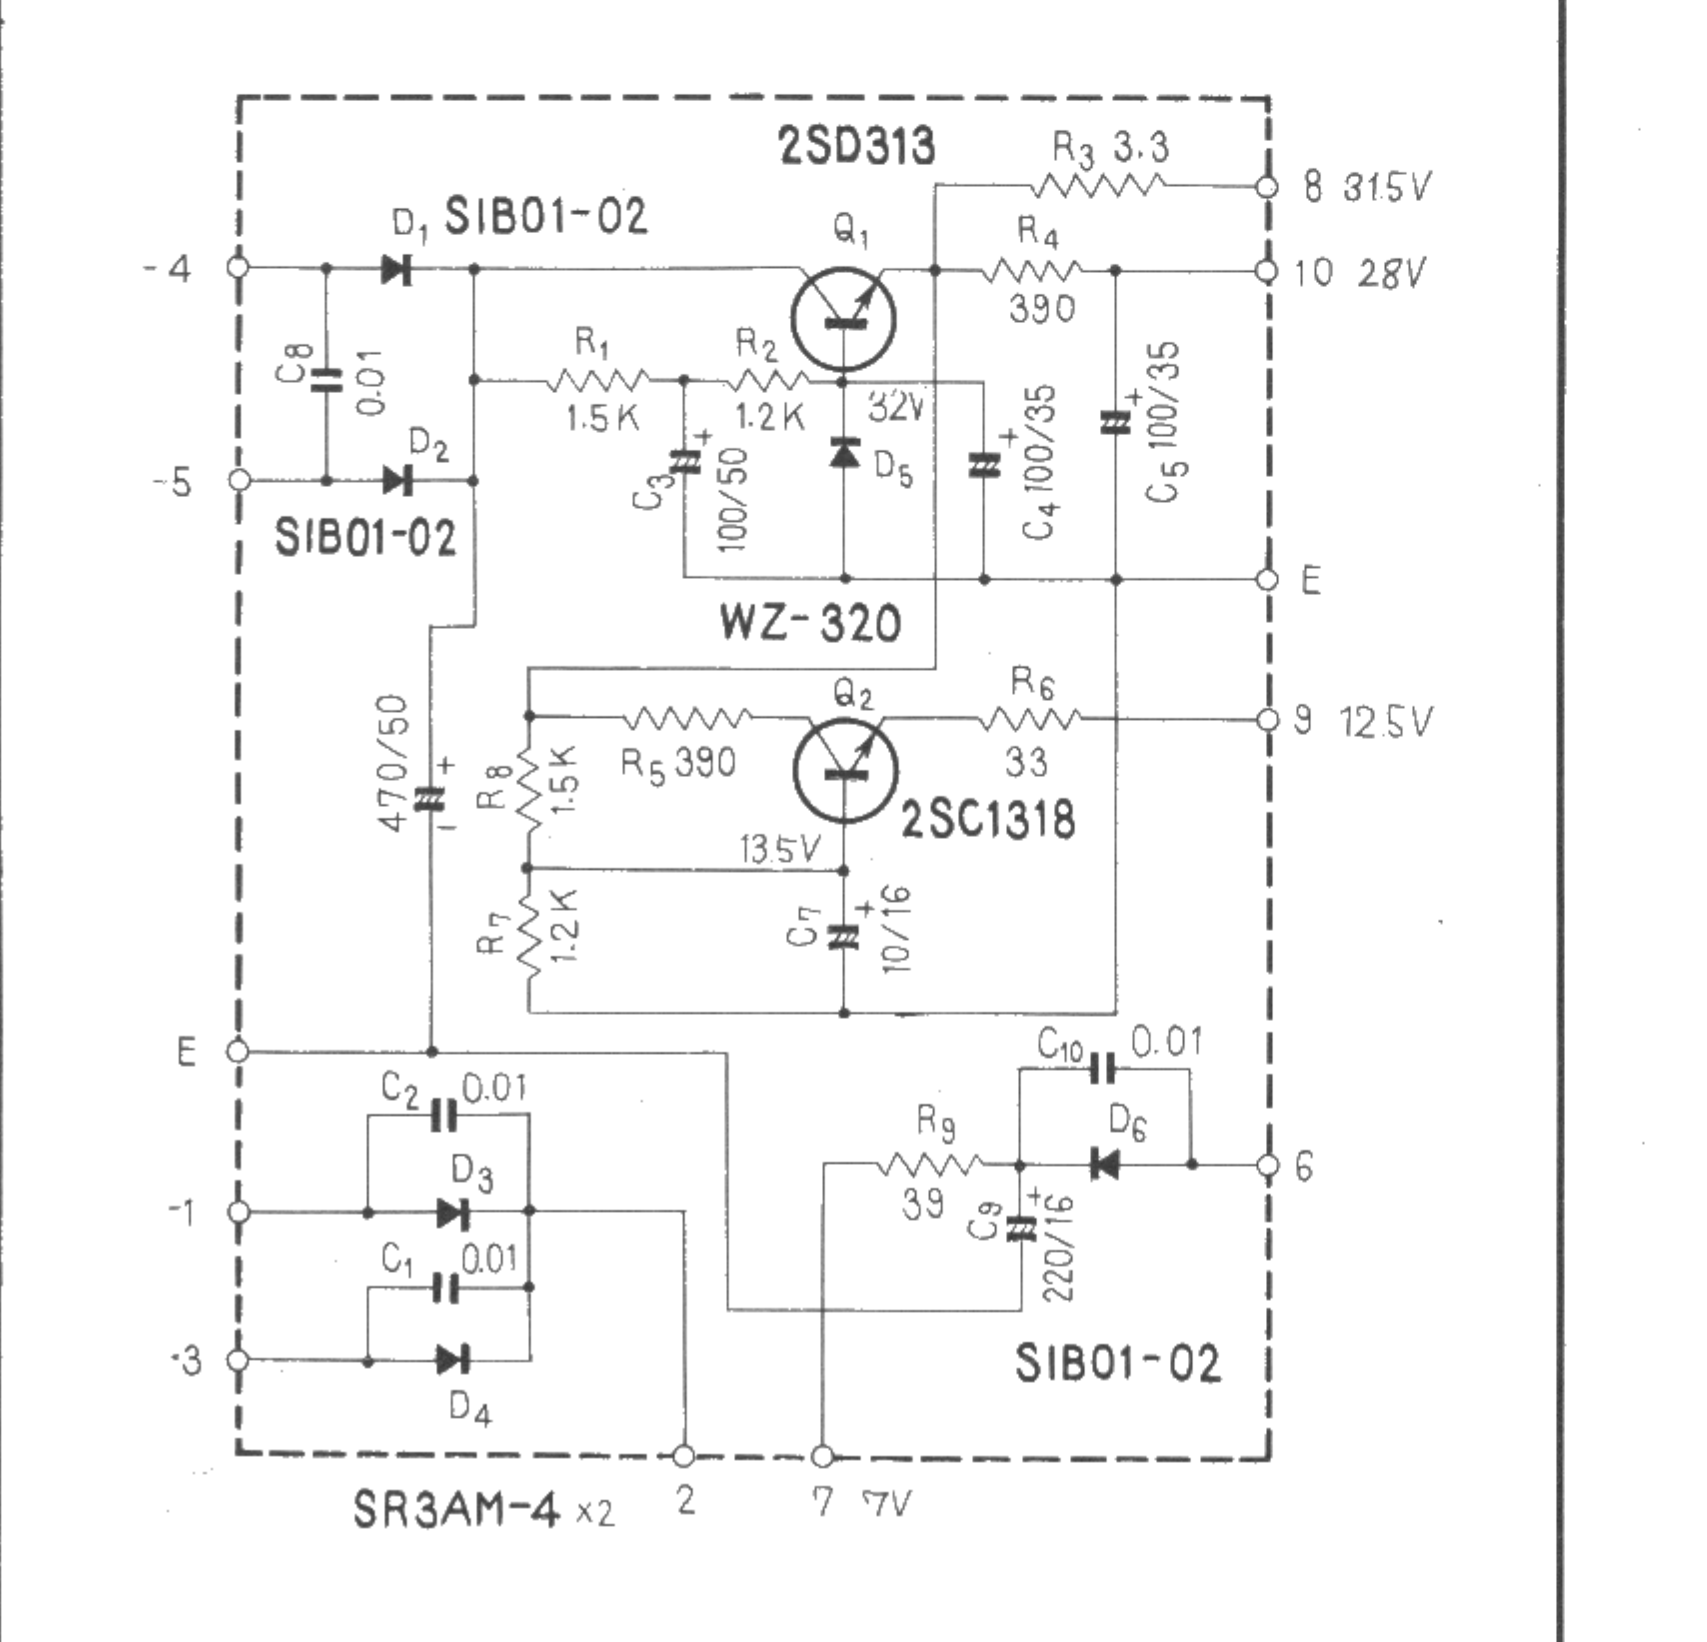 2SD313
R3 3.3
8 31.5V
D1 SIB01-02
Q1
R4
-4
10 28V
390
C8
0.01
R1
R2
1.5K
1.2K
32V
+
C3
100/50
D5
+
C4 100/35
+
C5 100/35
D2
-5
SIB01-02
E
WZ-320
Q2
R6
9 12.5V
470/50
+
-
R5 390
33
R8
1.5K
2SC1318
13.5V
R7
1.2K
C7
+
10/16
E
C10 0.01
C2 0.01
R9
D6
D3
6
-1
39
C9
+
220/16
C1 0.01
-3
SIB01-02
D4
SR3AM-4 x2
2
7 7V